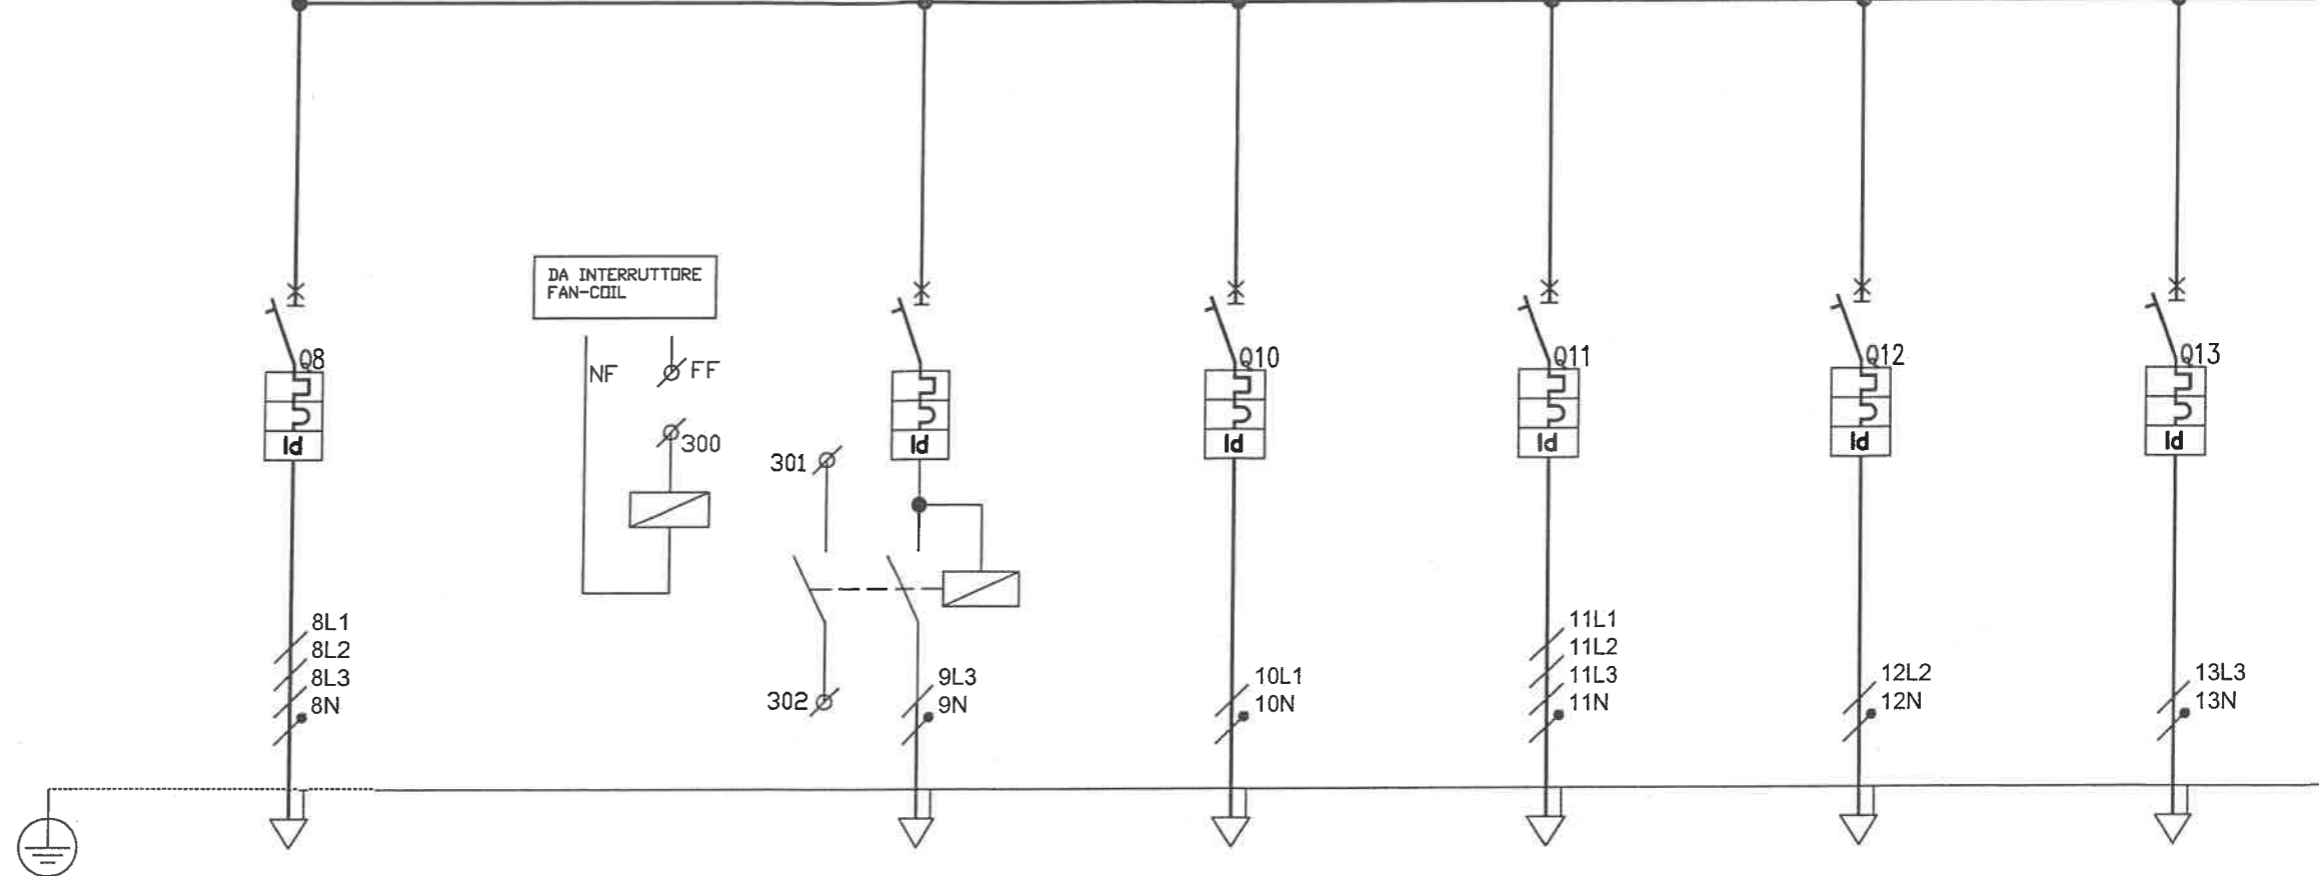 DA INTERRUTTORE
FAN-COIL
Q8
Q10
Q11
Q12
Q13
NF
FF
300
301
302
Id
Id
Id
Id
Id
Id
8L1
8L2
8L3
8N
9L3
9N
10L1
10N
11L1
11L2
11L3
11N
12L2
12N
13L3
13N